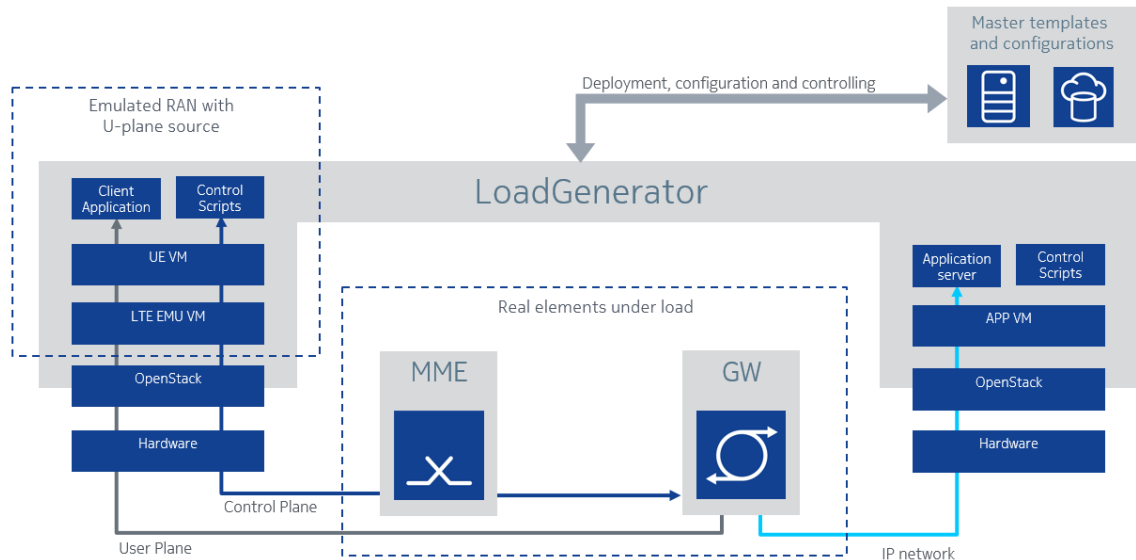 Master templates
and configurations
Deployment, configuration and controlling
Emulated RAN with
U-plane source
LoadGenerator
Client
Application
Control
Scripts
UE VM
LTE EMU VM
OpenStack
Hardware
Real elements under load
MME
GW
Application
server
Control
Scripts
APP VM
OpenStack
Hardware
Control Plane
User Plane
IP network